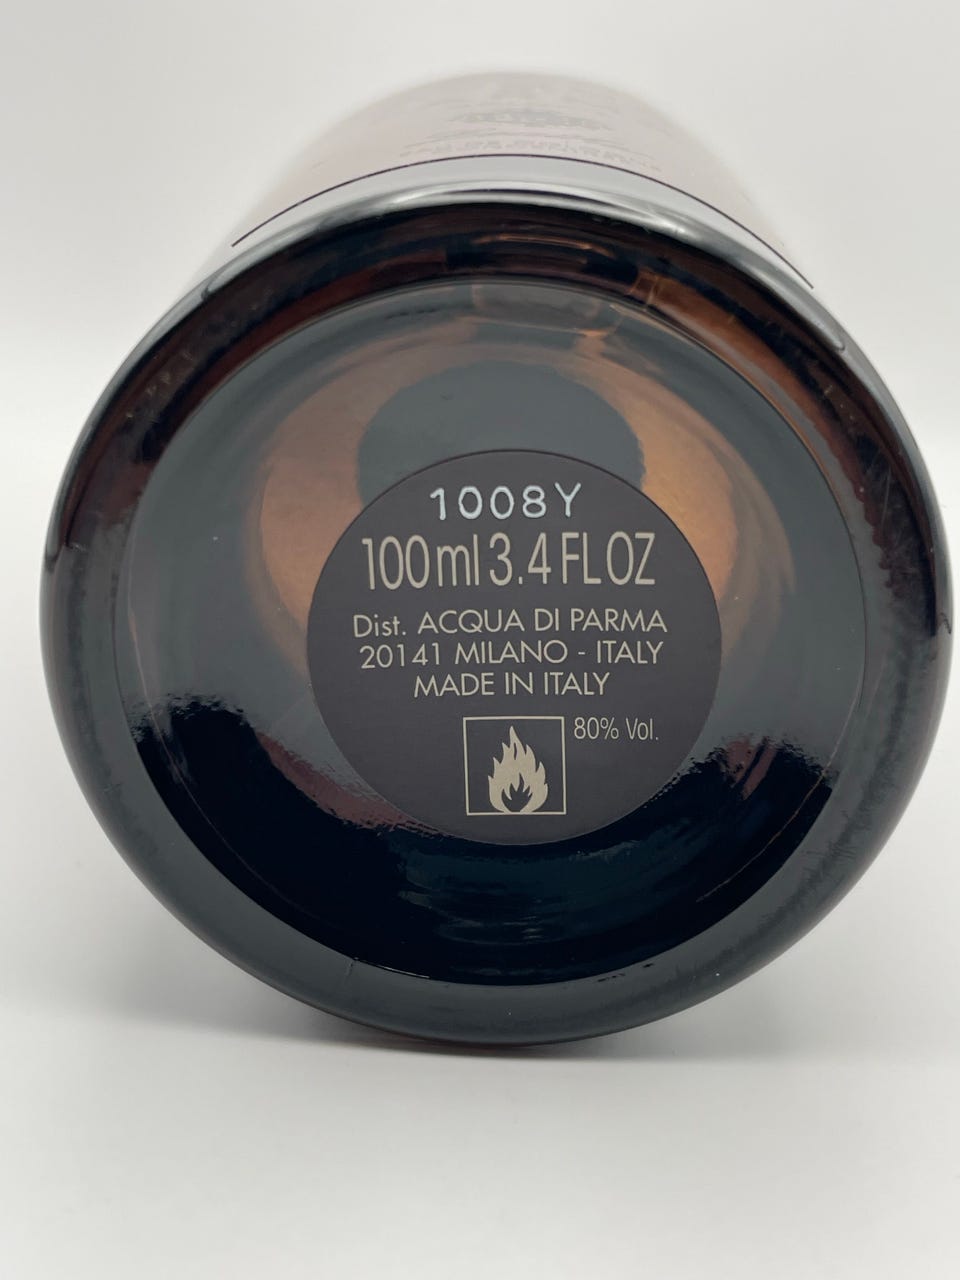 1008Y
100ml 3.4 FL OZ
Dist. ACQUA DI PARMA
20141 MILANO - ITALY
MADE IN ITALY
80% Vol.